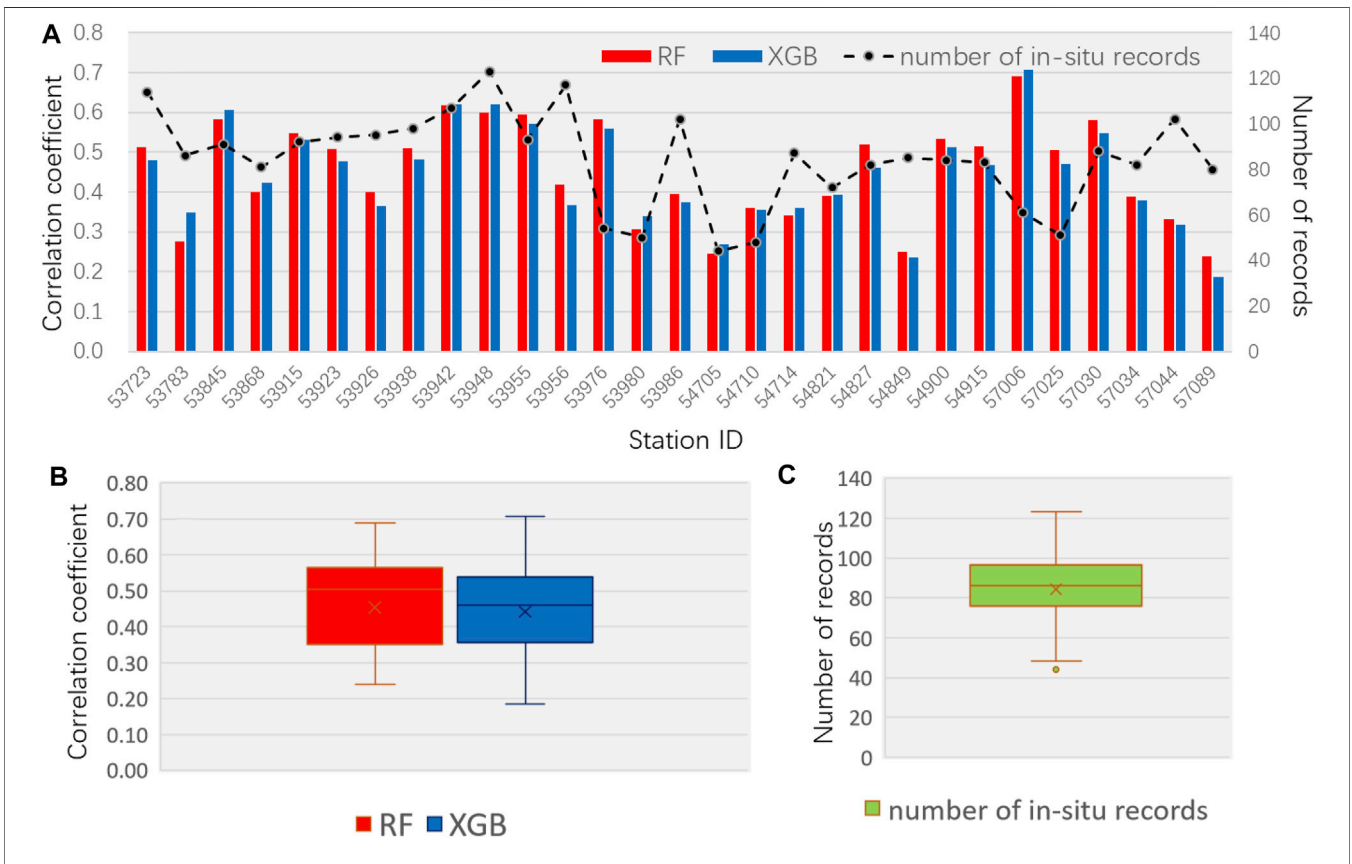 A
RF XGB number of in-situ records
Correlation coefficient
0.8
0.7
0.6
0.5
0.4
0.3
0.2
0.1
0.0
140
120
100
80
60
40
20
0
Number of records
53723 53783 53845 53868 53915 53923 53926 53938 53942 53948 53955 53956 53976 53980 53986 54705 54710 54714 54821 54827 54849 54900 54915 57006 57025 57030 57034 57044 57089
Station ID
B
Correlation coefficient
0.80
0.70
0.60
0.50
0.40
0.30
0.20
0.10
0.00
RF XGB
C
Number of records
140
120
100
80
60
40
20
0
number of in-situ records